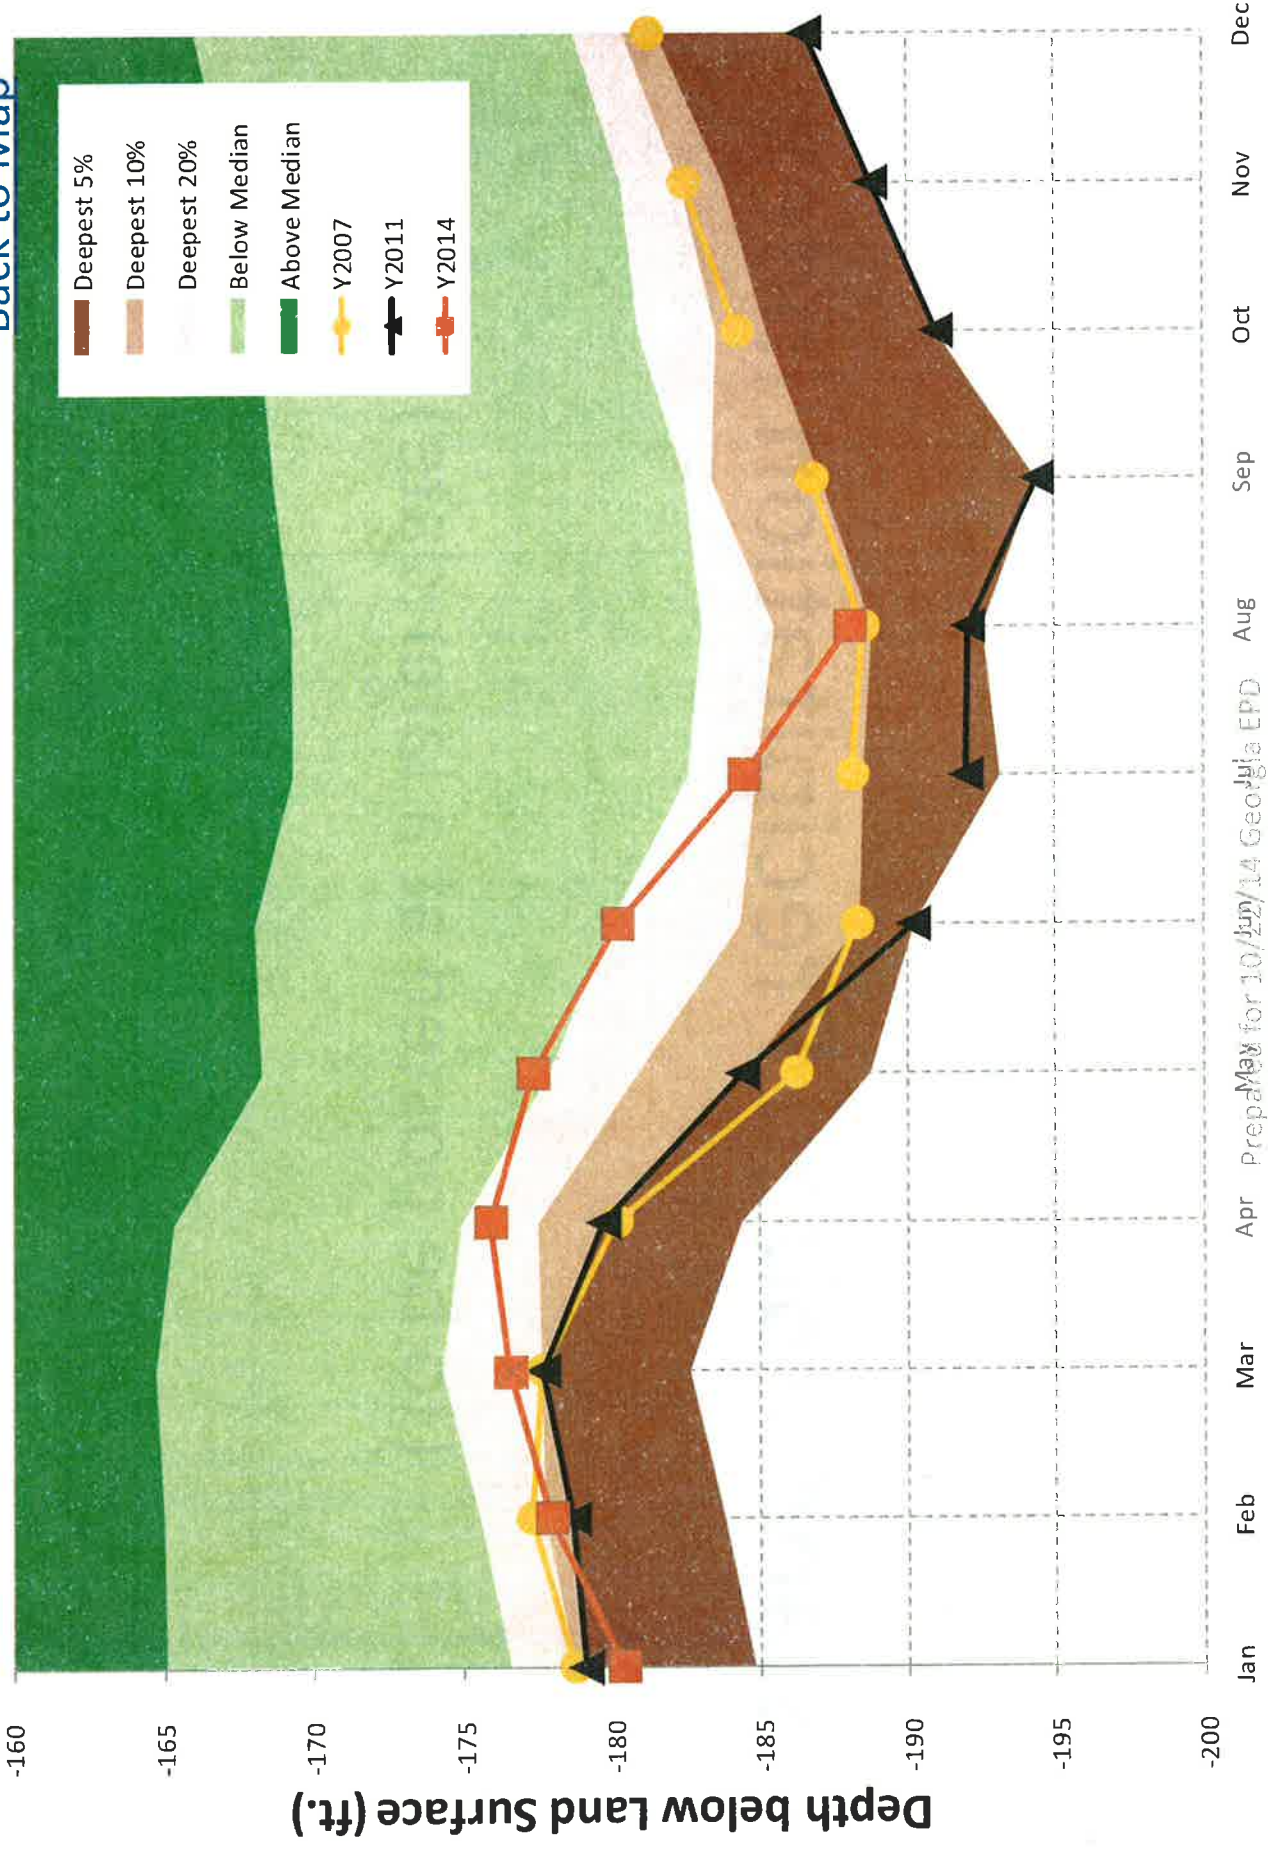 Back to Map
Deepest 5%
Deepest 10%
Deepest 20%
Below Median
Above Median
Y2007
Y2011
Y2014
Depth below Land Surface (ft.)
-160
-165
-170
-175
-180
-185
-190
-195
-200
Jan
Feb
Mar
Apr
May
Jun
Jul
Aug
Sep
Oct
Nov
Dec
Prepared for 10/22/14 Georgia EPD